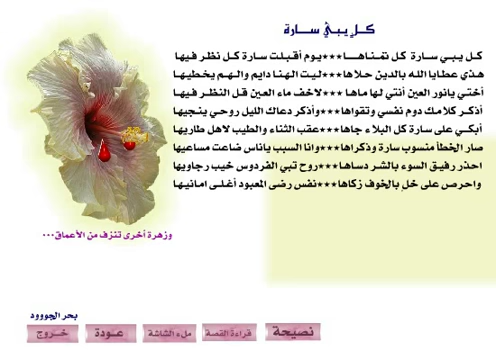 كل يبي سارة
كل يبي سارة كل تمناها***يوم أقبلت سارة كل نظر فيها
هذي عطايا الله بالدين حلاها***ليت الهنا دايم والهم يخطيها
أختي يانور العين أنتي لها ماها***لاخف ماء العين قل النظر فيها
أذكر كلامك دوم نفسي وتقواها***وأذكر دعاك الليل روحي ينجيها
أبكي على سارة كل البلاء جاها***عقب الثناء والطيب لاهل طاريها
صار الخطأ منسوب سارة وذكراها***وانا السبب ياناس ضاعت مساعيها
احذر رفيق السوء بالشر دساها***روح تبي الفردوس خيب رجاويها
واحرص على خل بالخوف زكاها***نفس رضى المعبود أغلى امانيها
وزهرة أخرى تنزف من الأعماق...
بحر الجوووود
نصيحة
قراءة القصة
ملء الشاشة
عـودة
خـروج